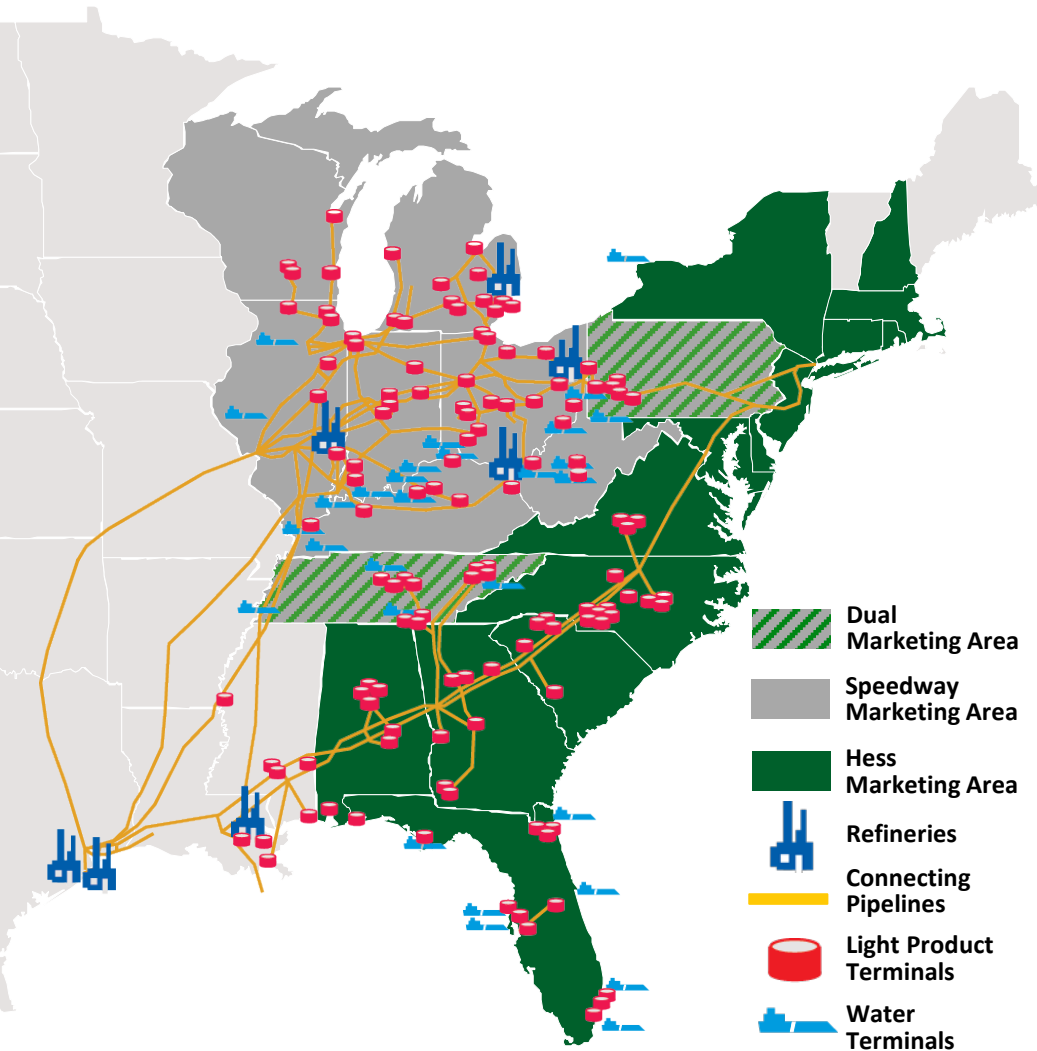 Dual
Marketing Area
Speedway
Marketing Area
Hess
Marketing Area
Refineries
Connecting
Pipelines
Light Product
Terminals
Water
Terminals